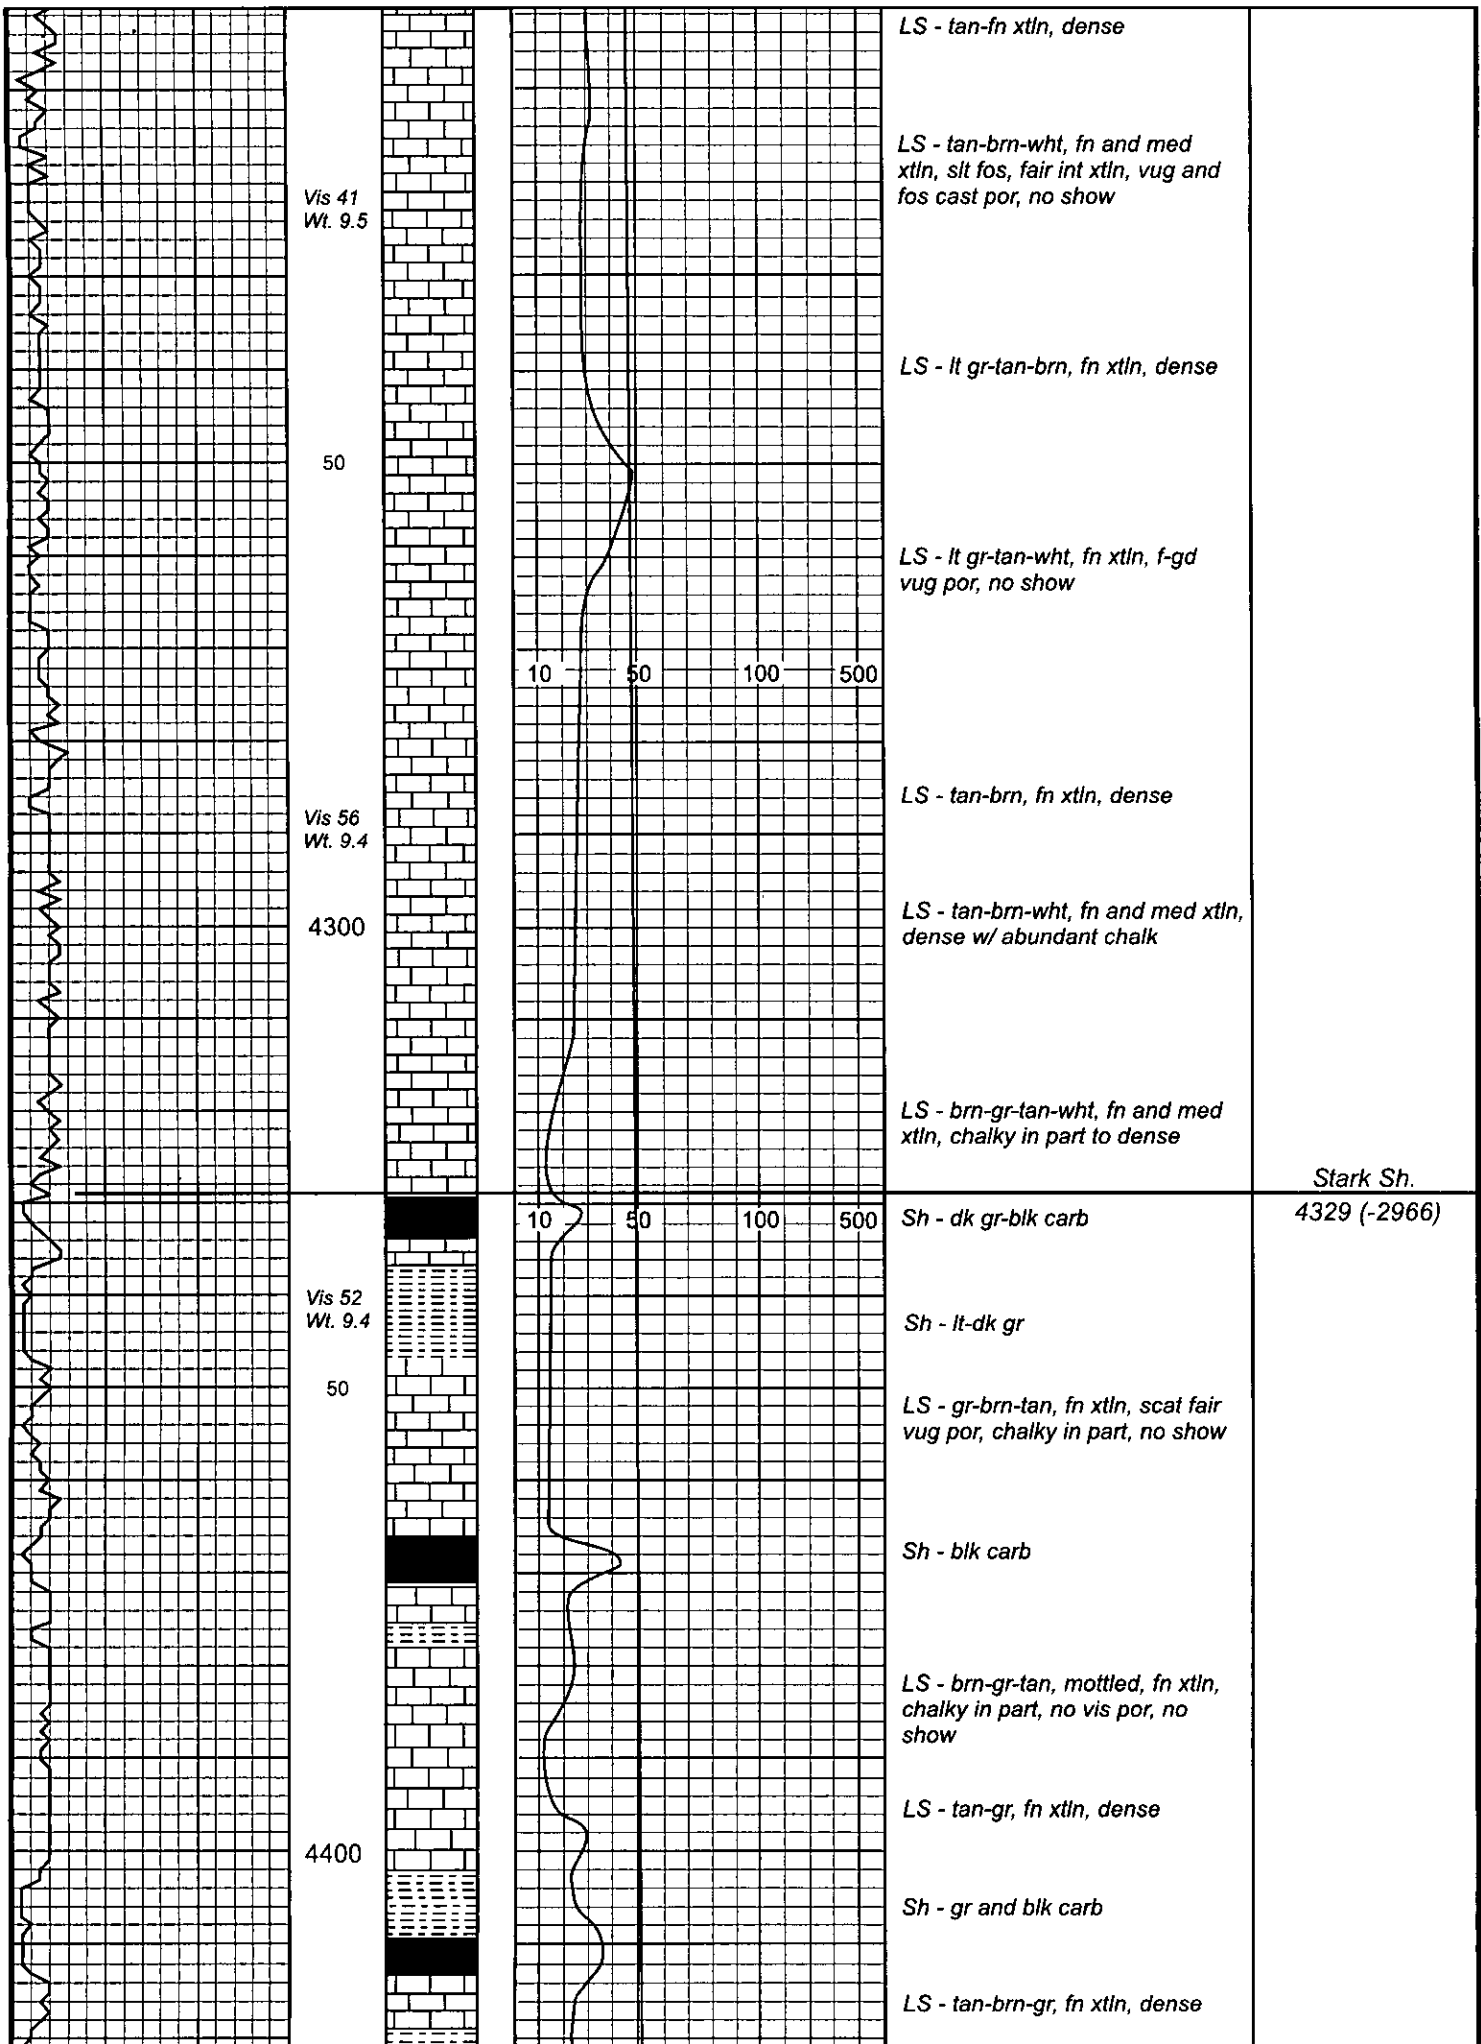 LS - tan-fn xtln, dense
LS - tan-brn-wht, fn and med
xtln, slt fos, fair int xtln, vug and
fos cast por, no show
Vis 41
Wt. 9.5
LS - lt gr-tan-brn, fn xtln, dense
50
LS - lt gr-tan-wht, fn xtln, f-gd
vug por, no show
10 50 100 500
LS - tan-brn, fn xtln, dense
Vis 56
Wt. 9.4
4300
LS - tan-brn-wht, fn and med xtln,
dense w/ abundant chalk
LS - brn-gr-tan-wht, fn and med
xtln, chalky in part to dense
Stark Sh.
4329 (-2966)
10 50 100 500
Sh - dk gr-blk carb
Vis 52
Wt. 9.4
Sh - lt-dk gr
50
LS - gr-brn-tan, fn xtln, scat fair
vug por, chalky in part, no show
Sh - blk carb
LS - brn-gr-tan, mottled, fn xtln,
chalky in part, no vis por, no
show
LS - tan-gr, fn xtln, dense
4400
Sh - gr and blk carb
LS - tan-brn-gr, fn xtln, dense